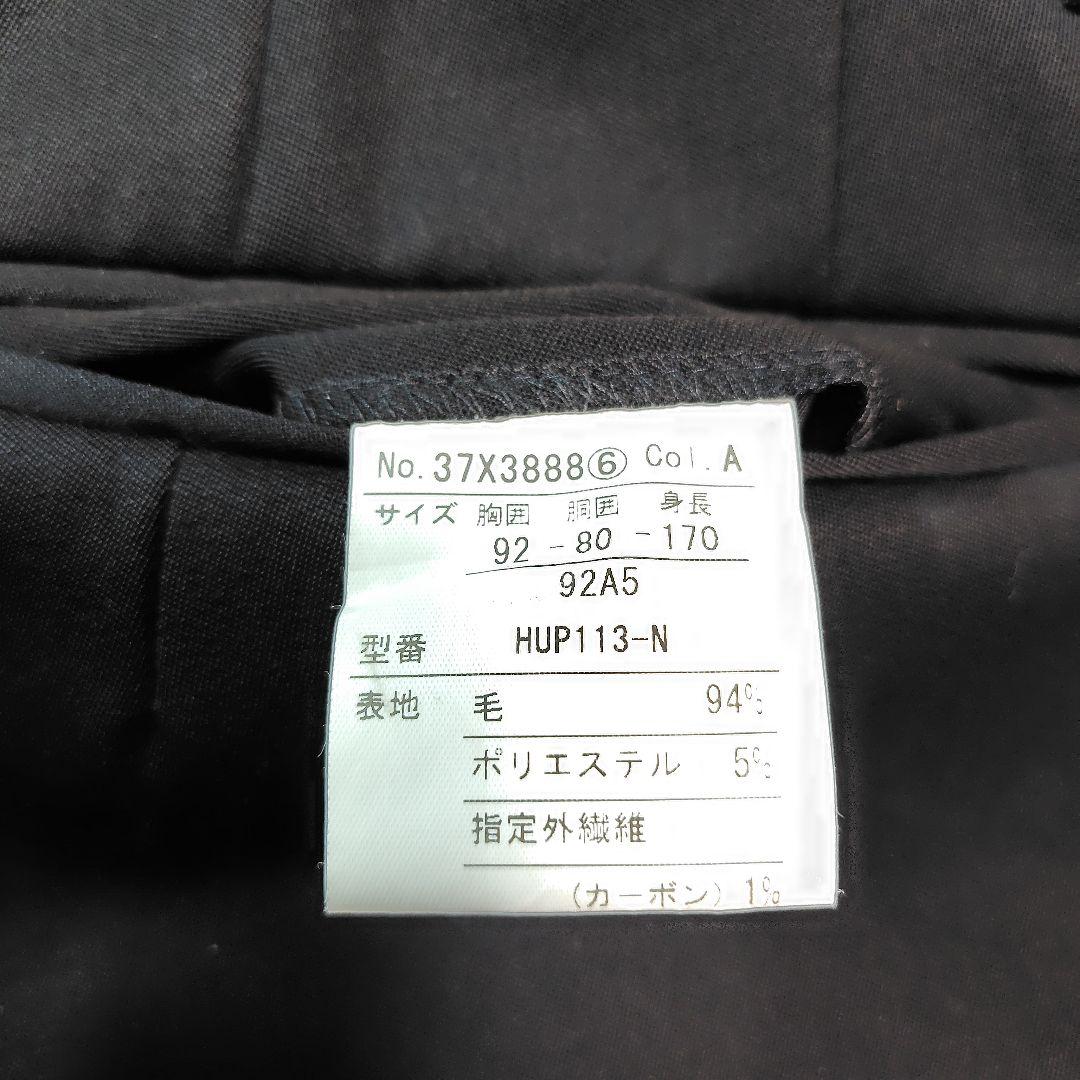 No. 37X3888⑥ Col. A
サイズ 胸囲 胴囲 身長
92 - 80 - 170
92A5
型番 HUP113-N
表地 毛 94%
ポリエステル 5%
指定外繊維
(カーボン) 1%